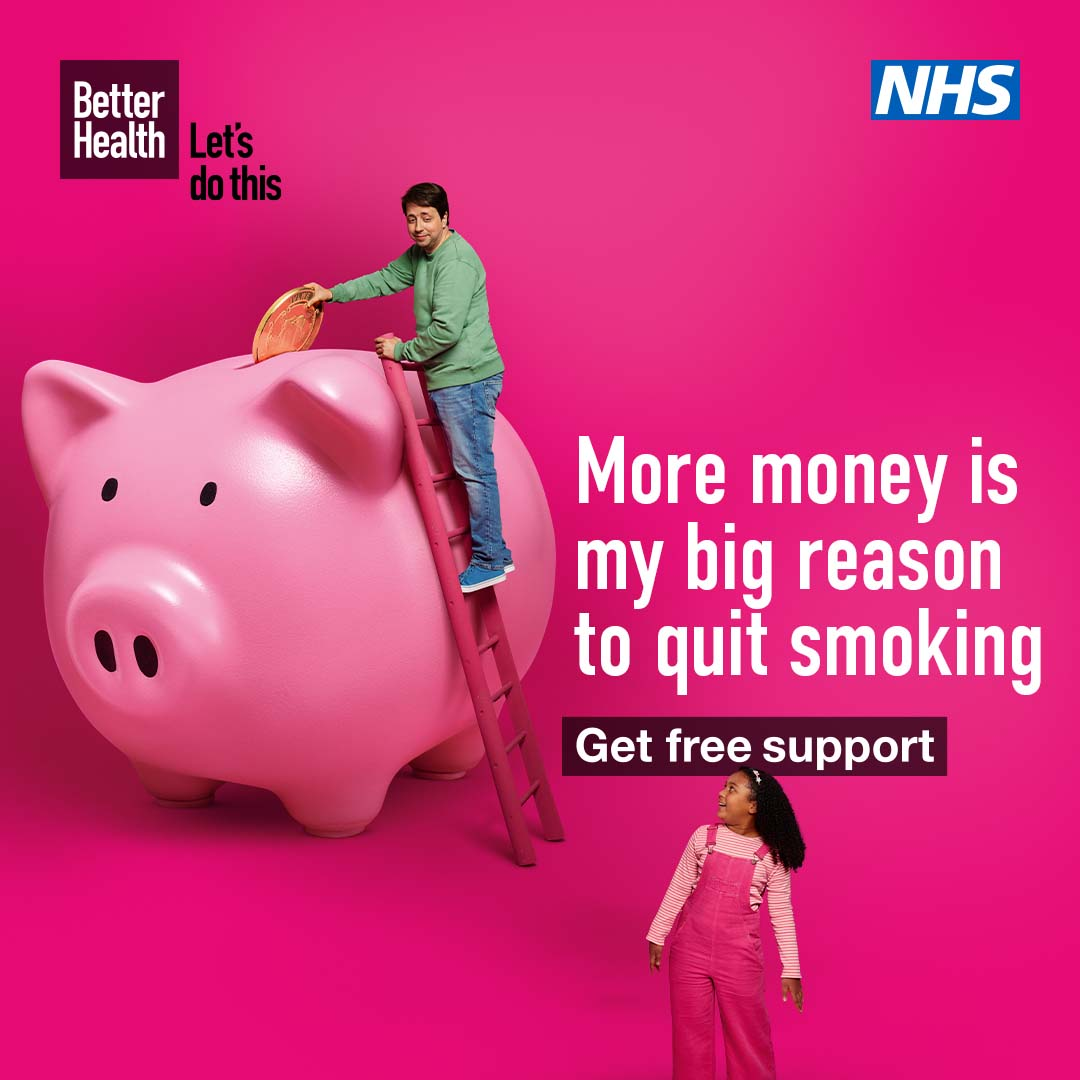 Better
Health
Let's
do this
NHS
More money is
my big reason
to quit smoking
Get free support